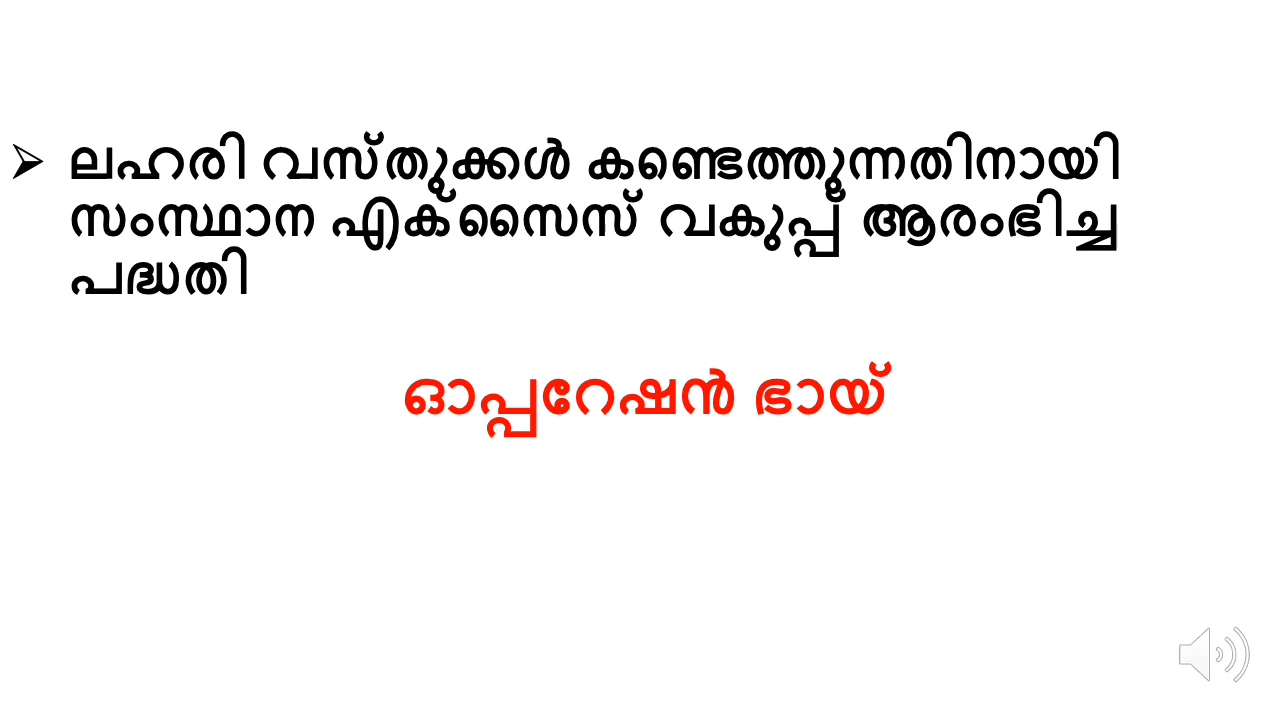 ➢ ലഹരി വസ്തുക്കൾ കണ്ടെത്തുന്നതിനായി
സംസ്ഥാന എക്സൈസ് വകുപ്പ് ആരംഭിച്ച
പദ്ധതി
ഓപ്പറേഷൻ ഭായ്